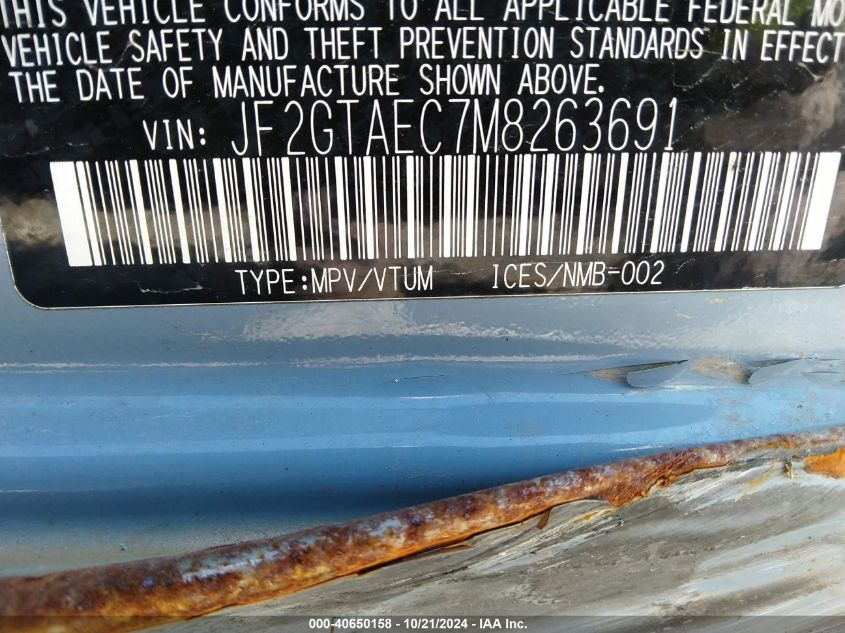 THIS VEHICLE CONFORMS TO ALL APPLICABLE FEDERAL MO
VEHICLE SAFETY AND THEFT PREVENTION STANDARDS IN EFFECT
THE DATE OF MANUFACTURE SHOWN ABOVE.
VIN: JF2GTAEC7M8263691
TYPE:MPV/VTUM ICES/NMB-002
000-40650158 - 10/21/2024 - IAA Inc.